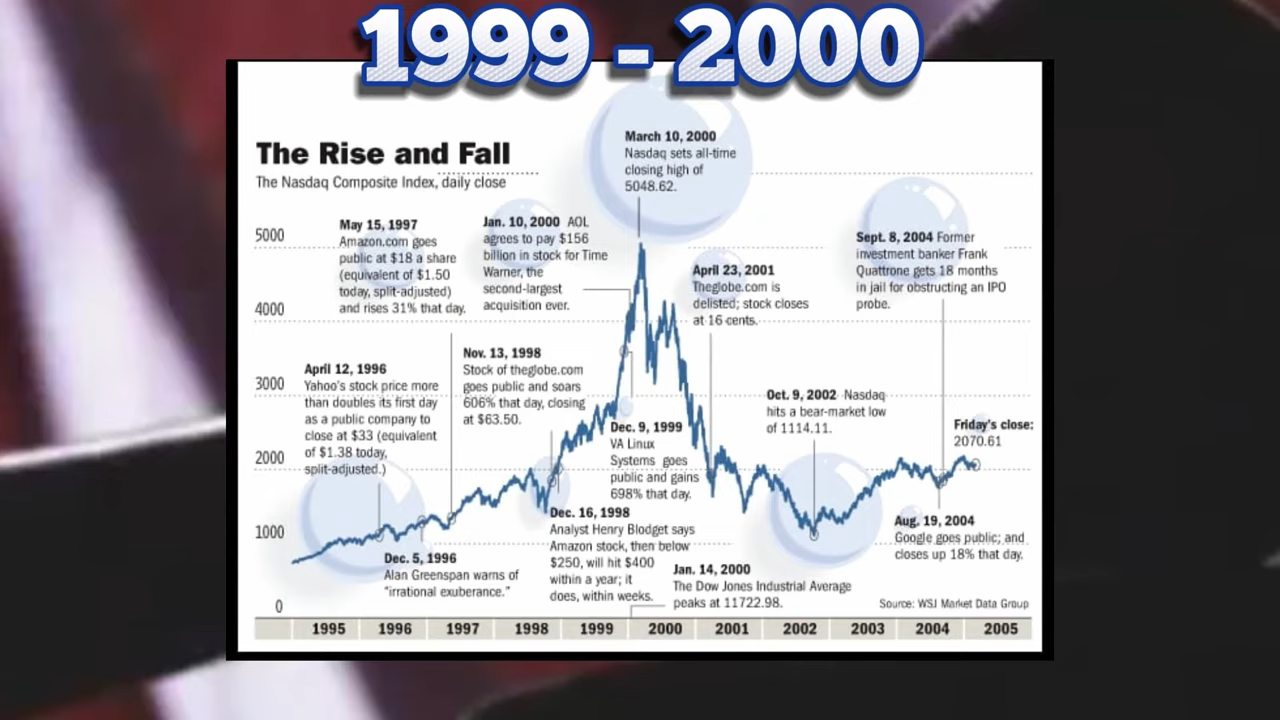 1999 - 2000
The Rise and Fall
The Nasdaq Composite Index, daily close
March 10, 2000
Nasdaq sets all-time
closing high of
5048.62.
May 15, 1997
Amazon.com goes
public at $18 a share
(equivalent of $1.50
today, split-adjusted)
and rises 31% that day.
Jan. 10, 2000 AOL
agrees to pay $156
billion in stock for Time
Warner, the
second-largest
acquisition ever.
Sept. 8, 2004 Former
investment banker Frank
Quattrone gets 18 months
in jail for obstructing an IPO
probe.
April 23, 2001
Theglobe.com is
delisted; stock closes
at 16 cents.
April 12, 1996
Yahoo's stock price more
than doubles its first day
as a public company to
close at $33 (equivalent
of $1.38 today,
split-adjusted.)
Nov. 13, 1998
Stock of theglobe.com
goes public and soars
606% that day, closing
at $63.50.
Oct. 9, 2002 Nasdaq
hits a bear-market low
of 1114.11.
Dec. 9, 1999
VA Linux
Systems goes
public and gains
698% that day.
Friday's close:
2070.61
Dec. 16, 1998
Analyst Henry Blodget says
Amazon stock, then below
$250, will hit $400
within a year; it
does, within weeks.
Aug. 19, 2004
Google goes public; and
closes up 18% that day.
Dec. 5, 1996
Alan Greenspan warns of
"irrational exuberance."
Jan. 14, 2000
The Dow Jones Industrial Average
peaks at 11722.98.
Source: WSJ Market Data Group
5000
4000
3000
2000
1000
0
1995 1996 1997 1998 1999 2000 2001 2002 2003 2004 2005